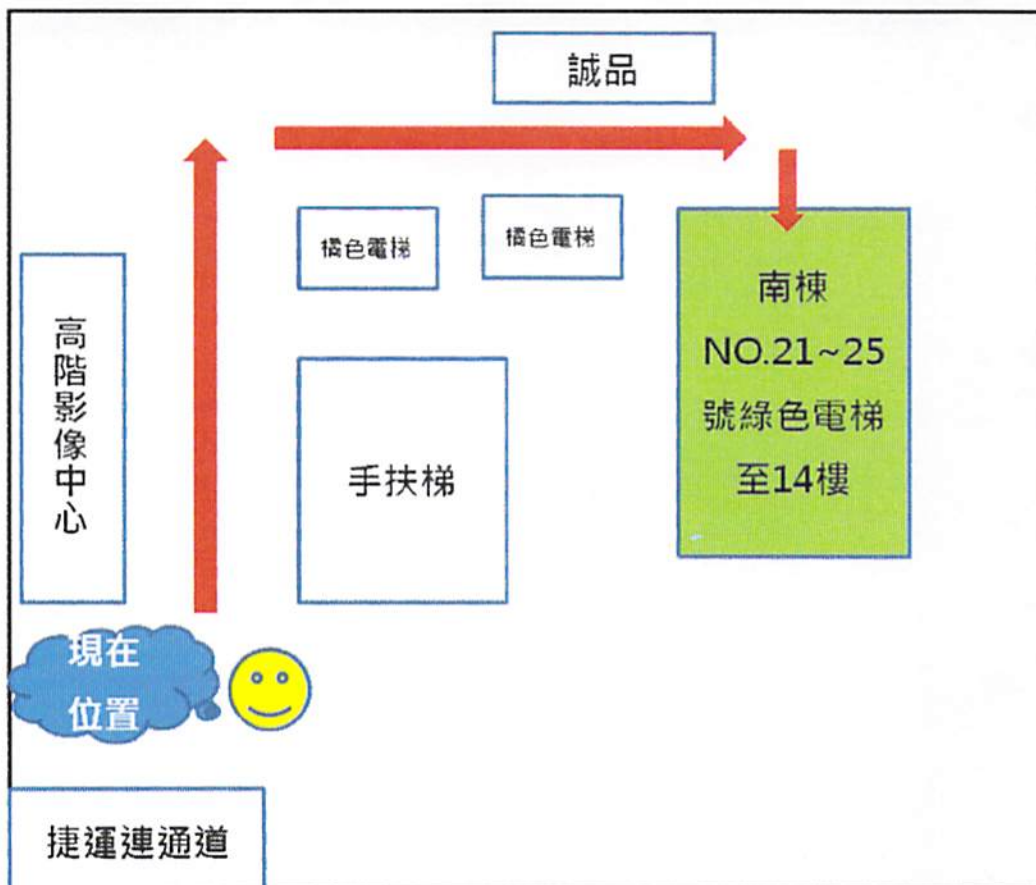 誠品
橘色電梯
橘色電梯
南棟
NO.21~25
號綠色電梯
至14樓
高階影像中心
手扶梯
現在
位置
捷運連通道